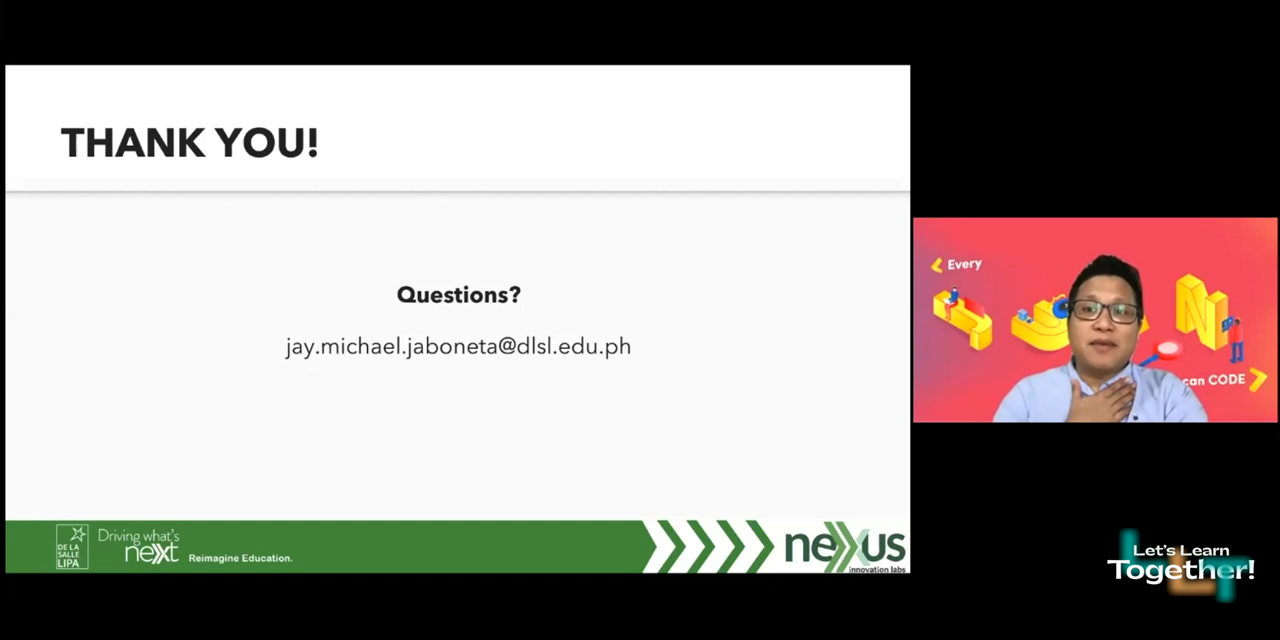 THANK YOU!
Questions?
jay.michael.jaboneta@dlsl.edu.ph
DE LA
SALLE
LIPA
Driving what's
next
Reimagine Education.
nexus
innovation labs
Every
can CODE
Let's Learn
Together!